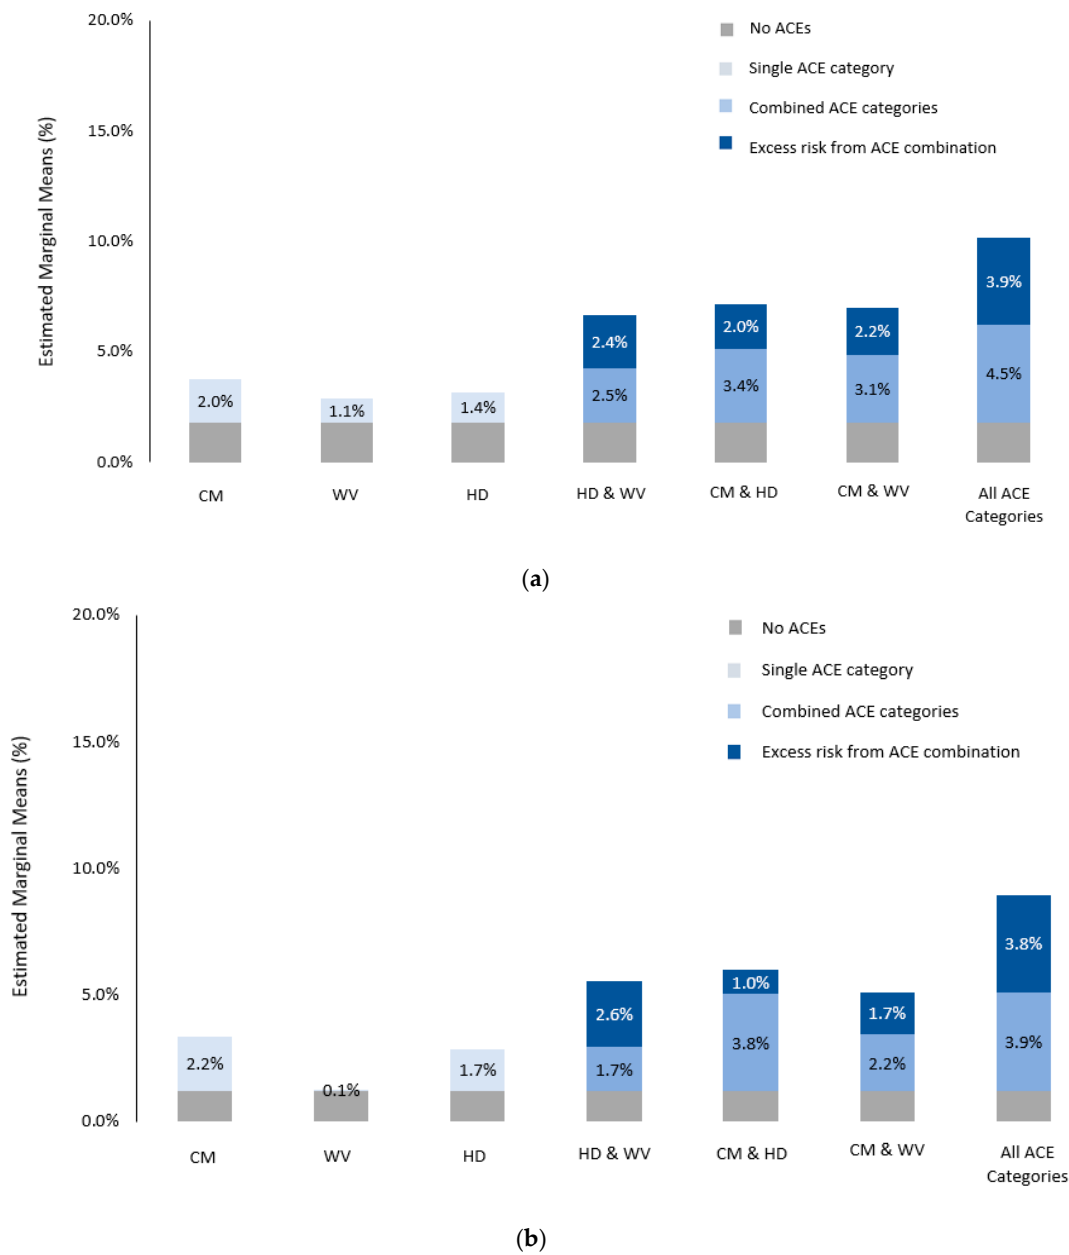 20.0%
15.0%
10.0%
5.0%
0.0%
Estimated Marginal Means (%)
No ACEs
Single ACE category
Combined ACE categories
Excess risk from ACE combination
2.0%
1.1%
1.4%
2.4%
2.5%
2.0%
3.4%
2.2%
3.1%
3.9%
4.5%
CM
WV
HD
HD & WV
CM & HD
CM & WV
All ACE
Categories
(a)
20.0%
15.0%
10.0%
5.0%
0.0%
Estimated Marginal Means (%)
No ACEs
Single ACE category
Combined ACE categories
Excess risk from ACE combination
2.2%
0.1%
1.7%
2.6%
1.7%
1.0%
3.8%
1.7%
2.2%
3.8%
3.9%
CM
WV
HD
HD & WV
CM & HD
CM & WV
All ACE
Categories
(b)